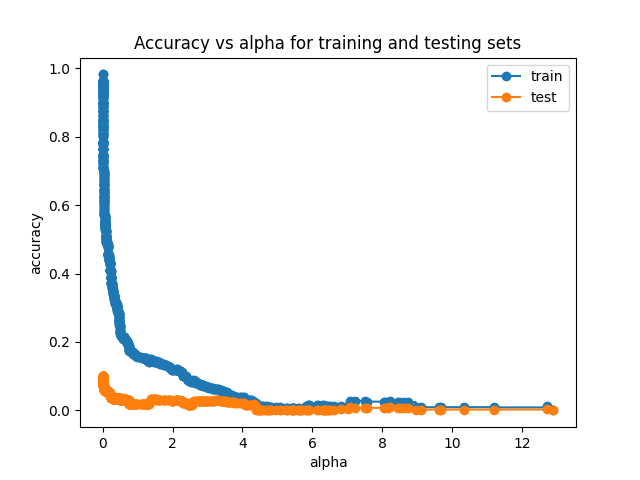 Accuracy vs alpha for training and testing sets
train
test
1.0
0.8
0.6
0.4
0.2
0.0
accuracy
0 2 4 6 8 10 12
alpha